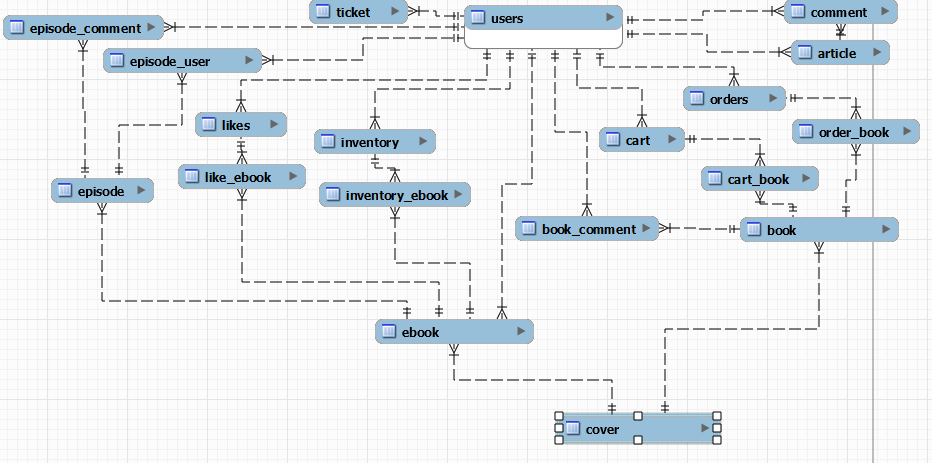 ticket
users
comment
episode_comment
episode_user
article
orders
likes
inventory
cart
order_book
episode
like_ebook
inventory_ebook
cart_book
book_comment
book
ebook
cover